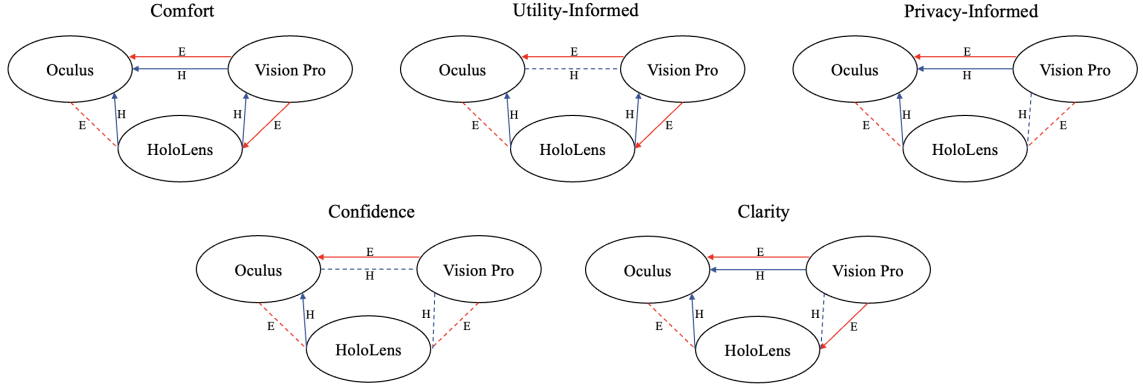 Comfort
Utility-Informed
Privacy-Informed
E
Oculus
H
Vision Pro
E
H
H
E
HoloLens
E
Oculus
H
Vision Pro
E
H
H
E
HoloLens
E
Oculus
H
Vision Pro
E
H
H
E
HoloLens
Confidence
Clarity
E
Oculus
H
Vision Pro
E
H
H
E
HoloLens
E
Oculus
H
Vision Pro
E
H
H
E
HoloLens